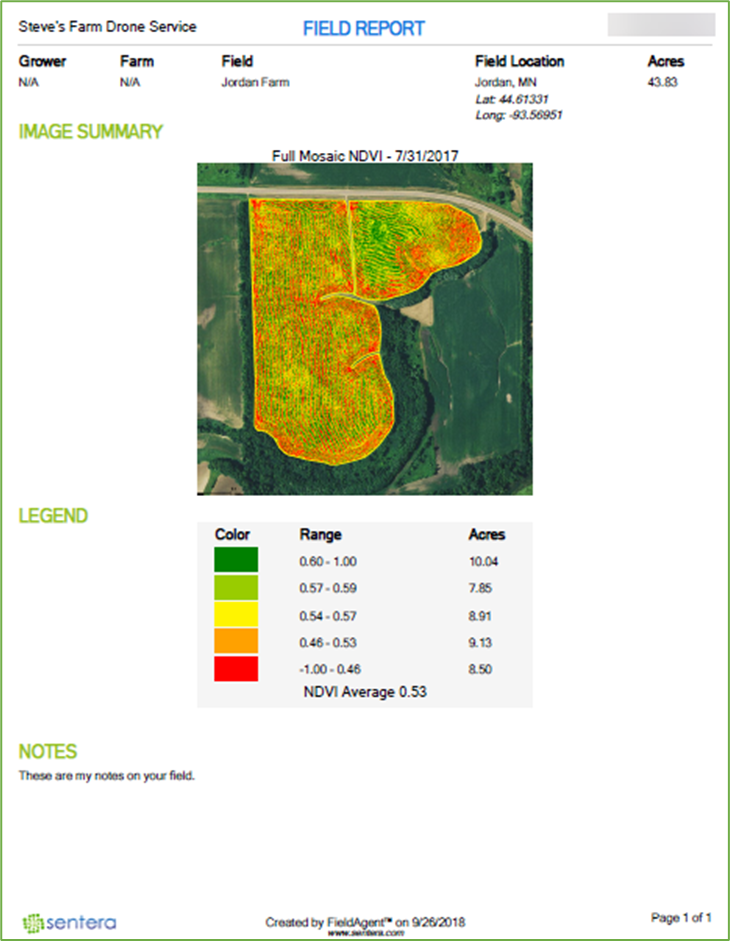 Steve's Farm Drone Service
FIELD REPORT
Grower Farm Field Field Location Acres
N/A N/A Jordan Farm Jordan, MN 43.83
Lat: 44.61331
Long: -93.56951
IMAGE SUMMARY
Full Mosaic NDVI - 7/31/2017
LEGEND
Color Range Acres
0.60 - 1.00 10.04
0.57 - 0.59 7.85
0.54 - 0.57 8.91
0.46 - 0.53 9.13
-1.00 - 0.46 8.50
NDVI Average 0.53
NOTES
These are my notes on your field.
sentera
Created by FieldAgent™ on 9/26/2018
www.sentera.com
Page 1 of 1